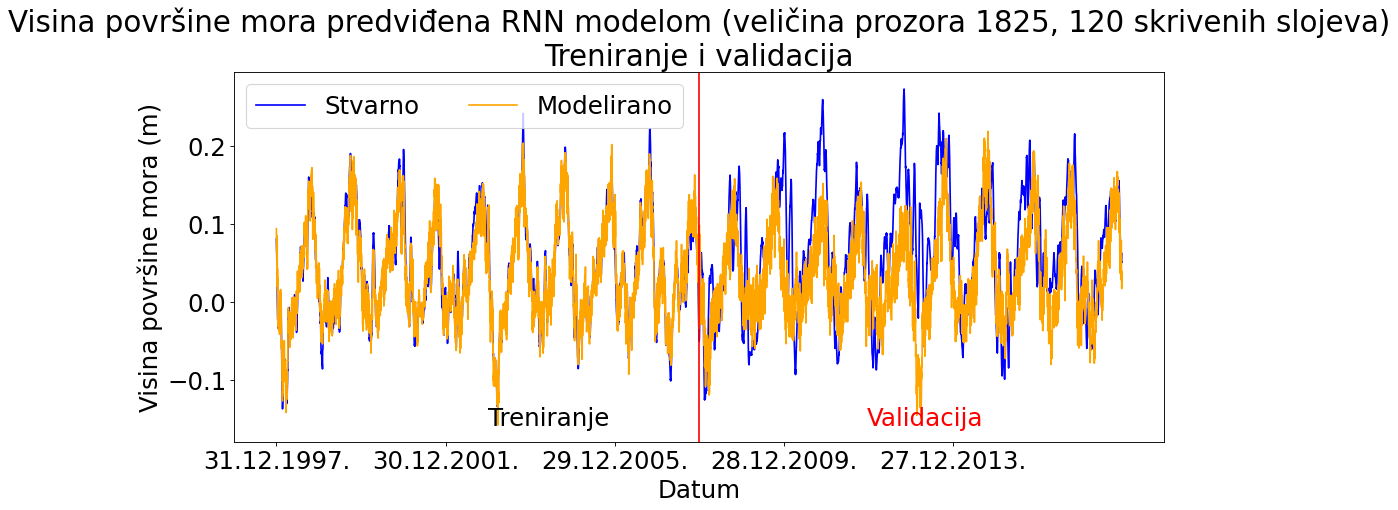 Visina površine mora predviđena RNN modelom (veličina prozora 1825, 120 skrivenih slojeva)
Treniranje i validacija
Stvarno
Modelirano
Visina površine mora (m)
0.2
0.1
0.0
−0.1
Treniranje
Validacija
31.12.1997.
30.12.2001.
29.12.2005.
28.12.2009.
27.12.2013.
Datum